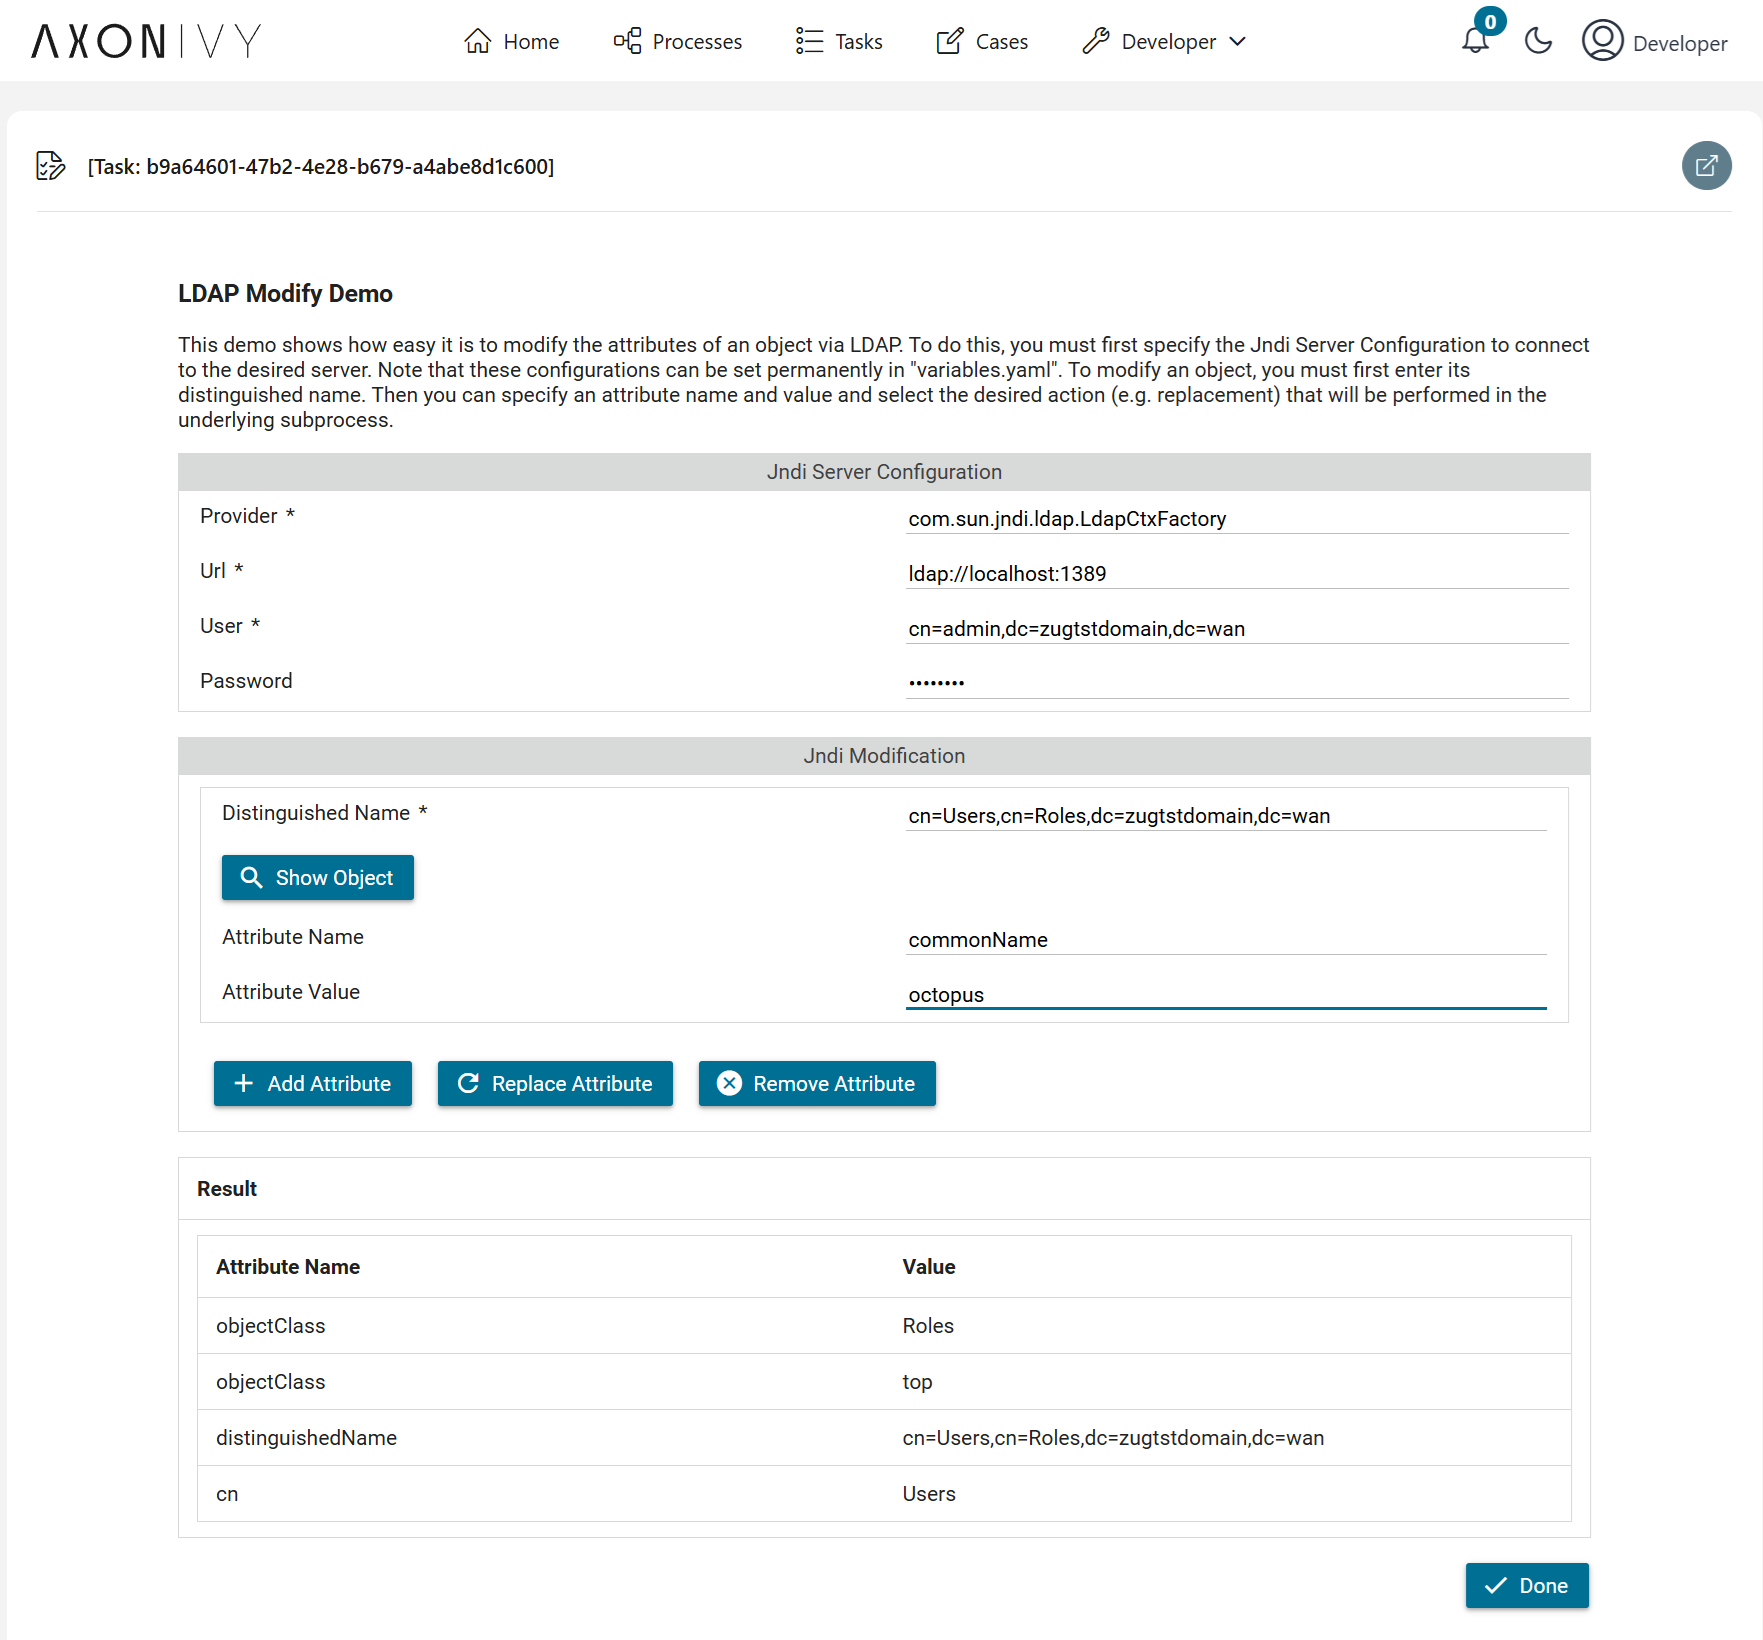 AXONIVY
Home
Processes
Tasks
Cases
Developer
0
Developer
[Task: b9a64601-47b2-4e28-b679-a4abe8d1c600]
LDAP Modify Demo
This demo shows how easy it is to modify the attributes of an object via LDAP. To do this, you must first specify the Jndi Server Configuration to connect
to the desired server. Note that these configurations can be set permanently in "variables.yaml". To modify an object, you must first enter its
distinguished name. Then you can specify an attribute name and value and select the desired action (e.g. replacement) that will be performed in the
underlying subprocess.
Jndi Server Configuration
Provider *
com.sun.jndi.ldap.LdapCtxFactory
Url *
ldap://localhost:1389
User *
cn=admin,dc=zugtstdomain,dc=wan
Password
••••••••
Jndi Modification
Distinguished Name *
cn=Users,cn=Roles,dc=zugtstdomain,dc=wan
Show Object
Attribute Name
commonName
Attribute Value
octopus
Add Attribute
Replace Attribute
Remove Attribute
Result
Attribute Name
Value
objectClass
Roles
objectClass
top
distinguishedName
cn=Users,cn=Roles,dc=zugtstdomain,dc=wan
cn
Users
Done